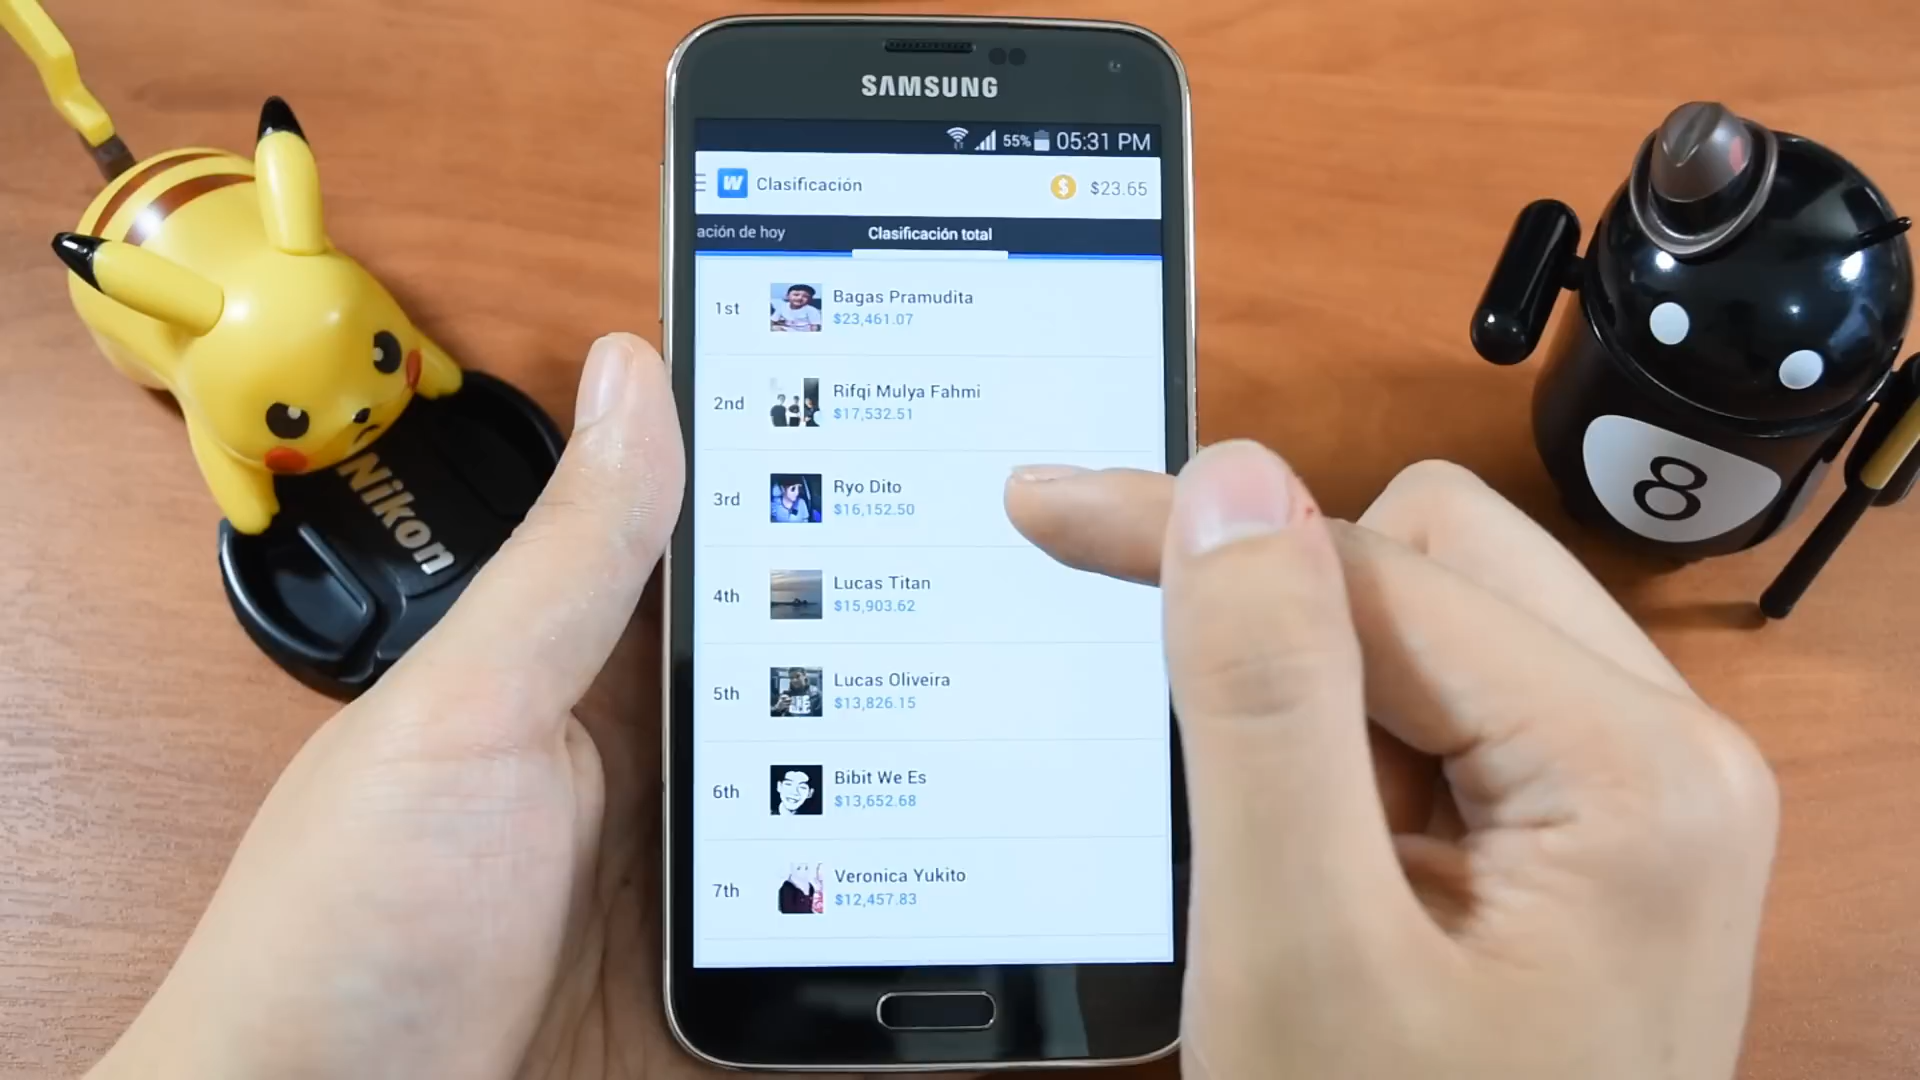 SAMSUNG
55% 05:31 PM
W Clasificación $ $23.65
ación de hoy Clasificación total
1st Bagas Pramudita
$23,461.07
2nd Rifqi Mulya Fahmi
$17,532.51
3rd Ryo Dito
$16,152.50
4th Lucas Titan
$15,903.62
5th Lucas Oliveira
$13,826.15
6th Bibit We Es
$13,652.68
7th Veronica Yukito
$12,457.83
Nikon
8